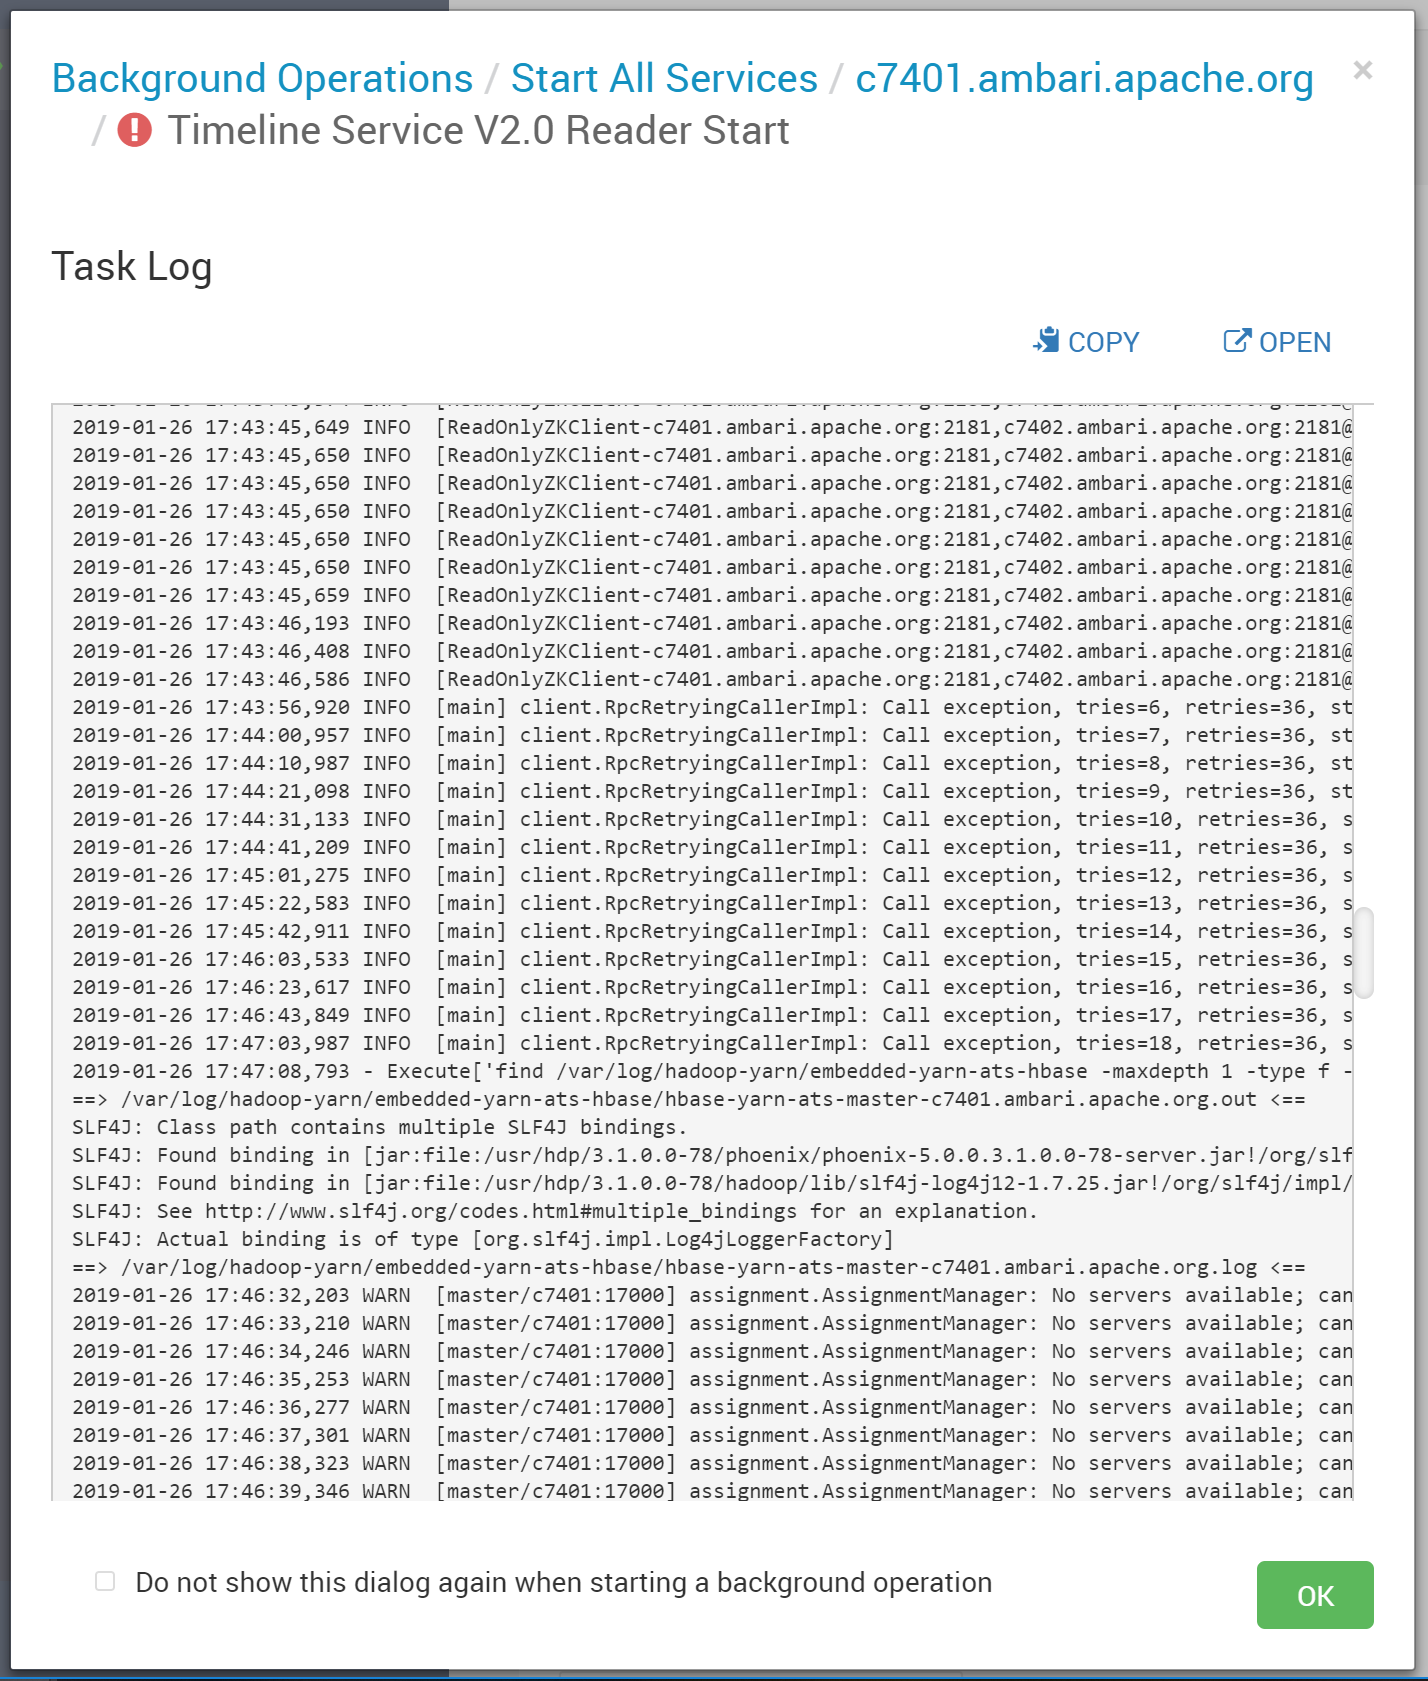 Background Operations / Start All Services / c7401.ambari.apache.org ×
/ Timeline Service V2.0 Reader Start
Task Log
COPY OPEN
2019-01-26 17:43:45,649 INFO  [ReadOnlyZKClient-c7401.ambari.apache.org:2181,c7402.ambari.apache.org:2181@
2019-01-26 17:43:45,650 INFO  [ReadOnlyZKClient-c7401.ambari.apache.org:2181,c7402.ambari.apache.org:2181@
2019-01-26 17:43:45,650 INFO  [ReadOnlyZKClient-c7401.ambari.apache.org:2181,c7402.ambari.apache.org:2181@
2019-01-26 17:43:45,650 INFO  [ReadOnlyZKClient-c7401.ambari.apache.org:2181,c7402.ambari.apache.org:2181@
2019-01-26 17:43:45,650 INFO  [ReadOnlyZKClient-c7401.ambari.apache.org:2181,c7402.ambari.apache.org:2181@
2019-01-26 17:43:45,650 INFO  [ReadOnlyZKClient-c7401.ambari.apache.org:2181,c7402.ambari.apache.org:2181@
2019-01-26 17:43:45,659 INFO  [ReadOnlyZKClient-c7401.ambari.apache.org:2181,c7402.ambari.apache.org:2181@
2019-01-26 17:43:46,193 INFO  [ReadOnlyZKClient-c7401.ambari.apache.org:2181,c7402.ambari.apache.org:2181@
2019-01-26 17:43:46,408 INFO  [ReadOnlyZKClient-c7401.ambari.apache.org:2181,c7402.ambari.apache.org:2181@
2019-01-26 17:43:46,586 INFO  [ReadOnlyZKClient-c7401.ambari.apache.org:2181,c7402.ambari.apache.org:2181@
2019-01-26 17:43:56,920 INFO  [main] client.RpcRetryingCallerImpl: Call exception, tries=6, retries=36, st
2019-01-26 17:44:00,957 INFO  [main] client.RpcRetryingCallerImpl: Call exception, tries=7, retries=36, st
2019-01-26 17:44:10,987 INFO  [main] client.RpcRetryingCallerImpl: Call exception, tries=8, retries=36, st
2019-01-26 17:44:21,098 INFO  [main] client.RpcRetryingCallerImpl: Call exception, tries=9, retries=36, st
2019-01-26 17:44:31,133 INFO  [main] client.RpcRetryingCallerImpl: Call exception, tries=10, retries=36, s
2019-01-26 17:44:41,209 INFO  [main] client.RpcRetryingCallerImpl: Call exception, tries=11, retries=36, s
2019-01-26 17:45:01,275 INFO  [main] client.RpcRetryingCallerImpl: Call exception, tries=12, retries=36, s
2019-01-26 17:45:22,583 INFO  [main] client.RpcRetryingCallerImpl: Call exception, tries=13, retries=36, s
2019-01-26 17:45:42,911 INFO  [main] client.RpcRetryingCallerImpl: Call exception, tries=14, retries=36, s
2019-01-26 17:46:03,533 INFO  [main] client.RpcRetryingCallerImpl: Call exception, tries=15, retries=36, s
2019-01-26 17:46:23,617 INFO  [main] client.RpcRetryingCallerImpl: Call exception, tries=16, retries=36, s
2019-01-26 17:46:43,849 INFO  [main] client.RpcRetryingCallerImpl: Call exception, tries=17, retries=36, s
2019-01-26 17:47:03,987 INFO  [main] client.RpcRetryingCallerImpl: Call exception, tries=18, retries=36, s
2019-01-26 17:47:08,793 - Execute['find /var/log/hadoop-yarn/embedded-yarn-ats-hbase -maxdepth 1 -type f -
==> /var/log/hadoop-yarn/embedded-yarn-ats-hbase/hbase-yarn-ats-master-c7401.ambari.apache.org.out <==
SLF4J: Class path contains multiple SLF4J bindings.
SLF4J: Found binding in [jar:file:/usr/hdp/3.1.0.0-78/phoenix/phoenix-5.0.0.3.1.0.0-78-server.jar!/org/slf
SLF4J: Found binding in [jar:file:/usr/hdp/3.1.0.0-78/hadoop/lib/slf4j-log4j12-1.7.25.jar!/org/slf4j/impl/
SLF4J: See http://www.slf4j.org/codes.html#multiple_bindings for an explanation.
SLF4J: Actual binding is of type [org.slf4j.impl.Log4jLoggerFactory]
==> /var/log/hadoop-yarn/embedded-yarn-ats-hbase/hbase-yarn-ats-master-c7401.ambari.apache.org.log <==
2019-01-26 17:46:32,203 WARN  [master/c7401:17000] assignment.AssignmentManager: No servers available; can
2019-01-26 17:46:33,210 WARN  [master/c7401:17000] assignment.AssignmentManager: No servers available; can
2019-01-26 17:46:34,246 WARN  [master/c7401:17000] assignment.AssignmentManager: No servers available; can
2019-01-26 17:46:35,253 WARN  [master/c7401:17000] assignment.AssignmentManager: No servers available; can
2019-01-26 17:46:36,277 WARN  [master/c7401:17000] assignment.AssignmentManager: No servers available; can
2019-01-26 17:46:37,301 WARN  [master/c7401:17000] assignment.AssignmentManager: No servers available; can
2019-01-26 17:46:38,323 WARN  [master/c7401:17000] assignment.AssignmentManager: No servers available; can
2019-01-26 17:46:39,346 WARN  [master/c7401:17000] assignment.AssignmentManager: No servers available; can
Do not show this dialog again when starting a background operation
OK